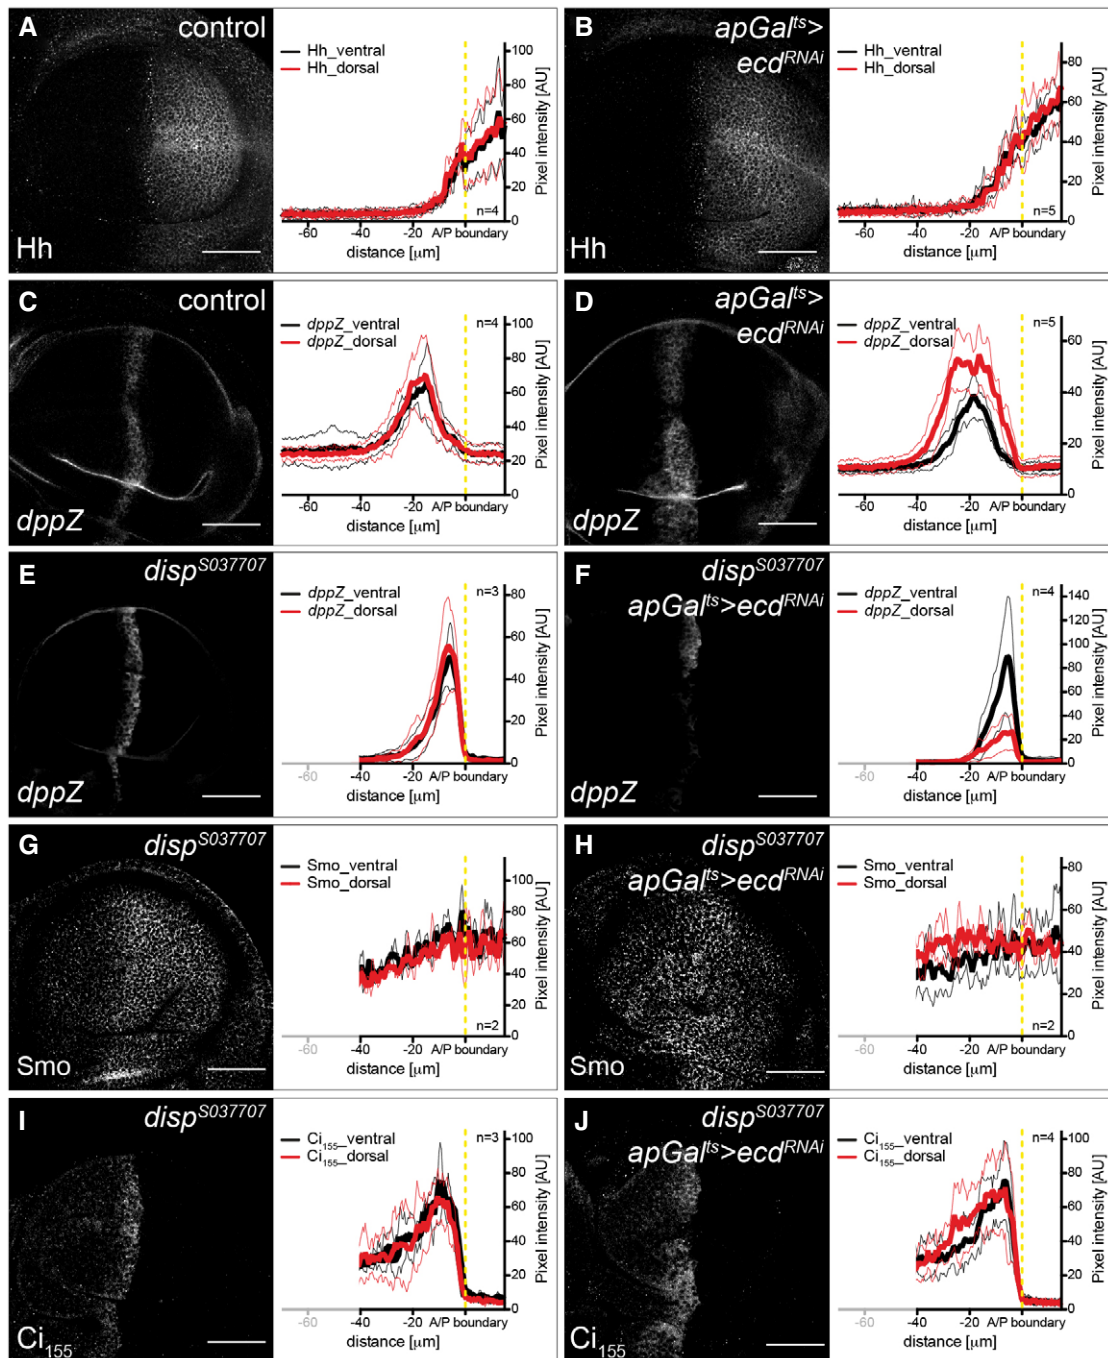 A
control
Hh
Hh_ventral
Hh_dorsal
100
80
60
40
20
0
Pixel intensity [AU]
n=4
-60
-40
-20
A/P boundary
distance [μm]
B
apGal^ts>
ecd^RNAi
Hh
Hh_ventral
Hh_dorsal
100
80
60
40
20
0
Pixel intensity [AU]
n=5
-60
-40
-20
A/P boundary
distance [μm]
C
control
dppZ
dppZ_ventral
dppZ_dorsal
n=4
100
80
60
40
20
0
Pixel intensity [AU]
-60
-40
-20
A/P boundary
distance [μm]
D
apGal^ts>
ecd^RNAi
dppZ
dppZ_ventral
dppZ_dorsal
n=5
60
40
20
0
Pixel intensity [AU]
-60
-40
-20
A/P boundary
distance [μm]
E
disp^S037707
dppZ
dppZ_ventral
dppZ_dorsal
n=3
80
60
40
20
0
Pixel intensity [AU]
-60
-40
-20
A/P boundary
distance [μm]
F
disp^S037707
apGal^ts>ecd^RNAi
dppZ
dppZ_ventral
dppZ_dorsal
n=4
140
120
100
80
60
40
20
0
Pixel intensity [AU]
-60
-40
-20
A/P boundary
distance [μm]
G
disp^S037707
Smo
Smo_ventral
Smo_dorsal
100
80
60
40
20
0
Pixel intensity [AU]
n=2
-60
-40
-20
A/P boundary
distance [μm]
H
disp^S037707
apGal^ts>ecd^RNAi
Smo
Smo_ventral
Smo_dorsal
80
60
40
20
0
Pixel intensity [AU]
n=2
-60
-40
-20
A/P boundary
distance [μm]
I
disp^S037707
Ci155
Ci155_ventral
Ci155_dorsal
n=3
100
80
60
40
20
0
Pixel intensity [AU]
-60
-40
-20
A/P boundary
distance [μm]
J
disp^S037707
apGal^ts>ecd^RNAi
Ci155
Ci155_ventral
Ci155_dorsal
n=4
100
80
60
40
20
0
Pixel intensity [AU]
-60
-40
-20
A/P boundary
distance [μm]